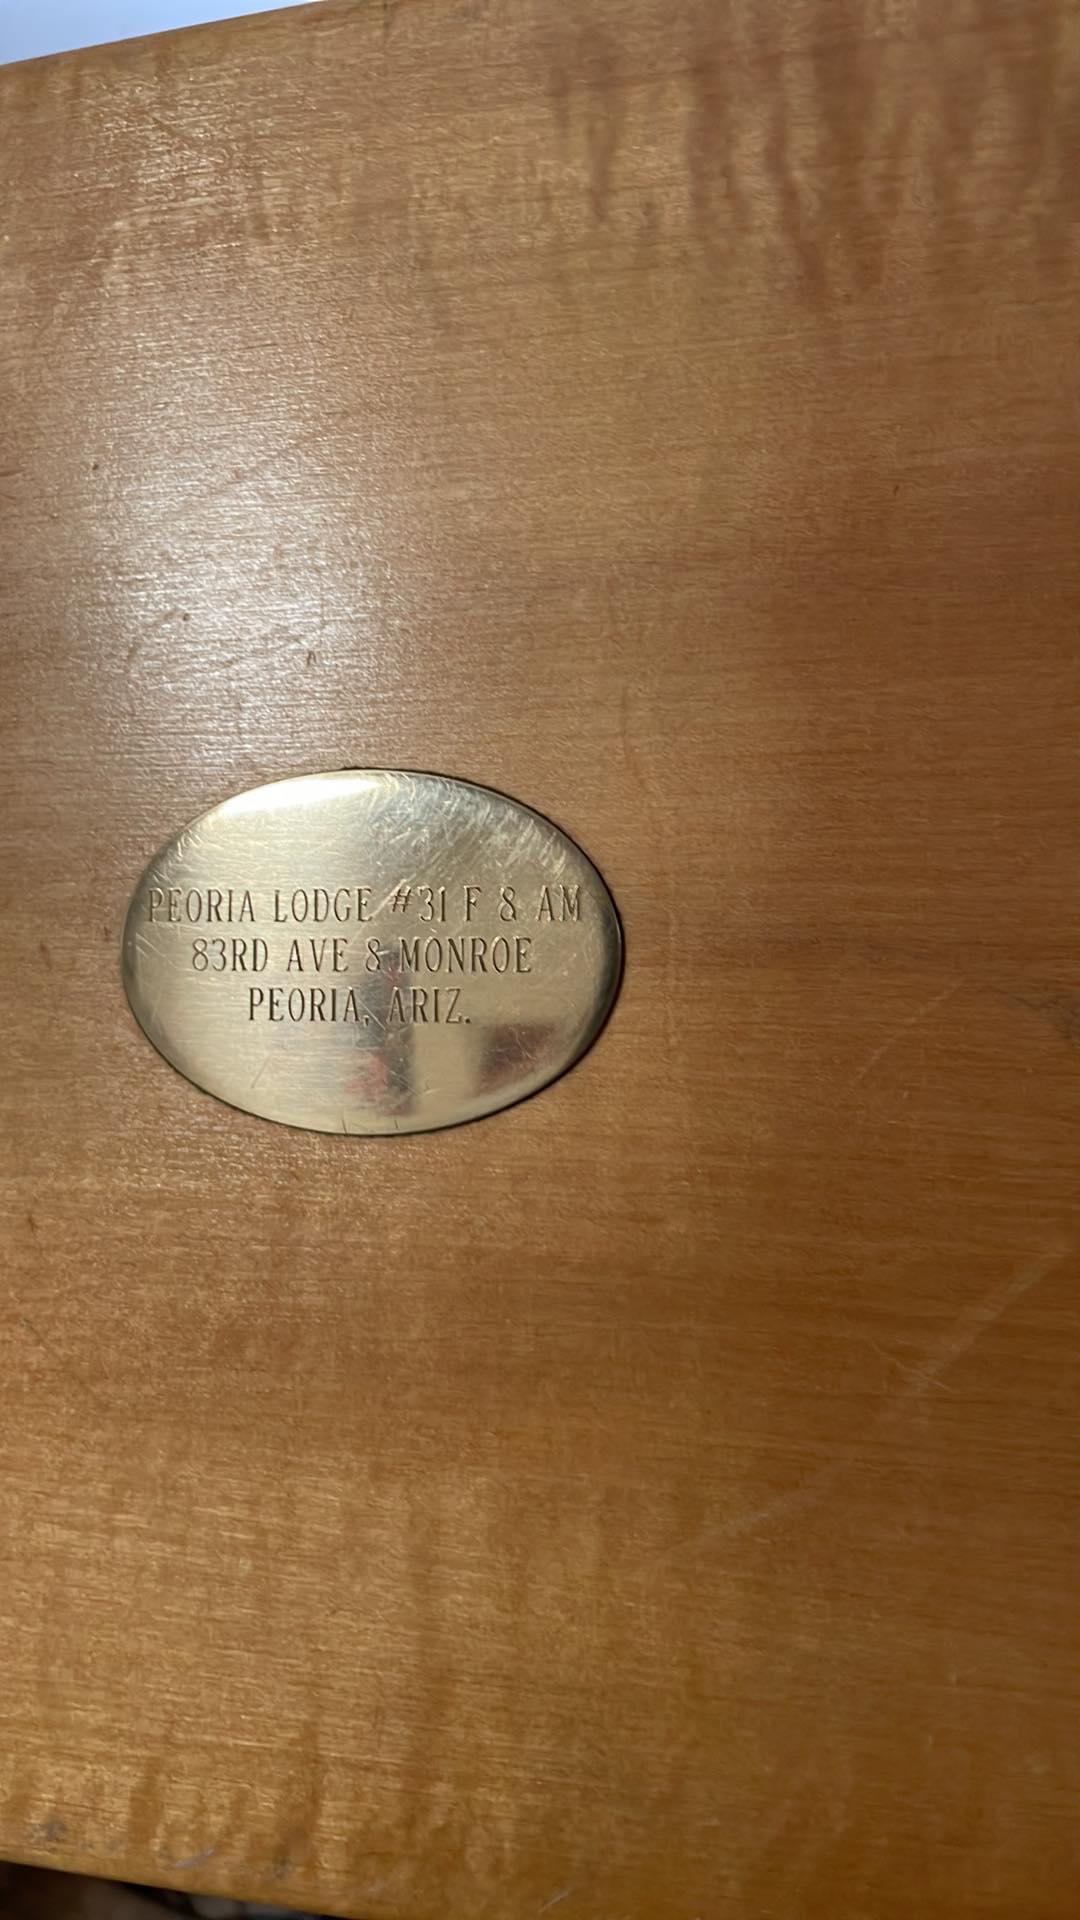 PEORIA LODGE #31 F & AM
83RD AVE & MONROE
PEORIA, ARIZ.